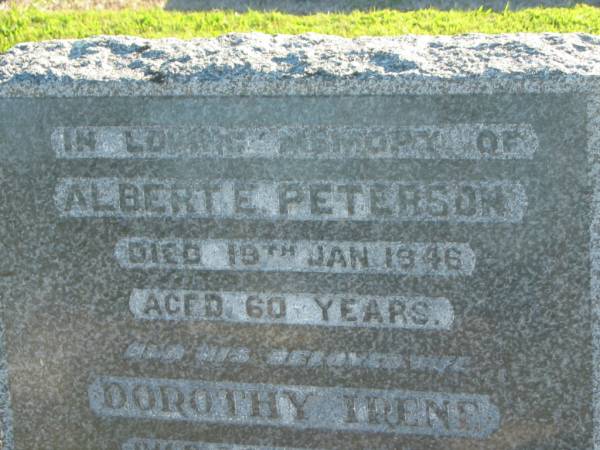 IN LOVING MEMORY OF
ALBERT E. PETERSON
DIED 19TH JAN 1946
AGED 60 YEARS.
AND HIS BELOVED WIFE
DOROTHY IRENE